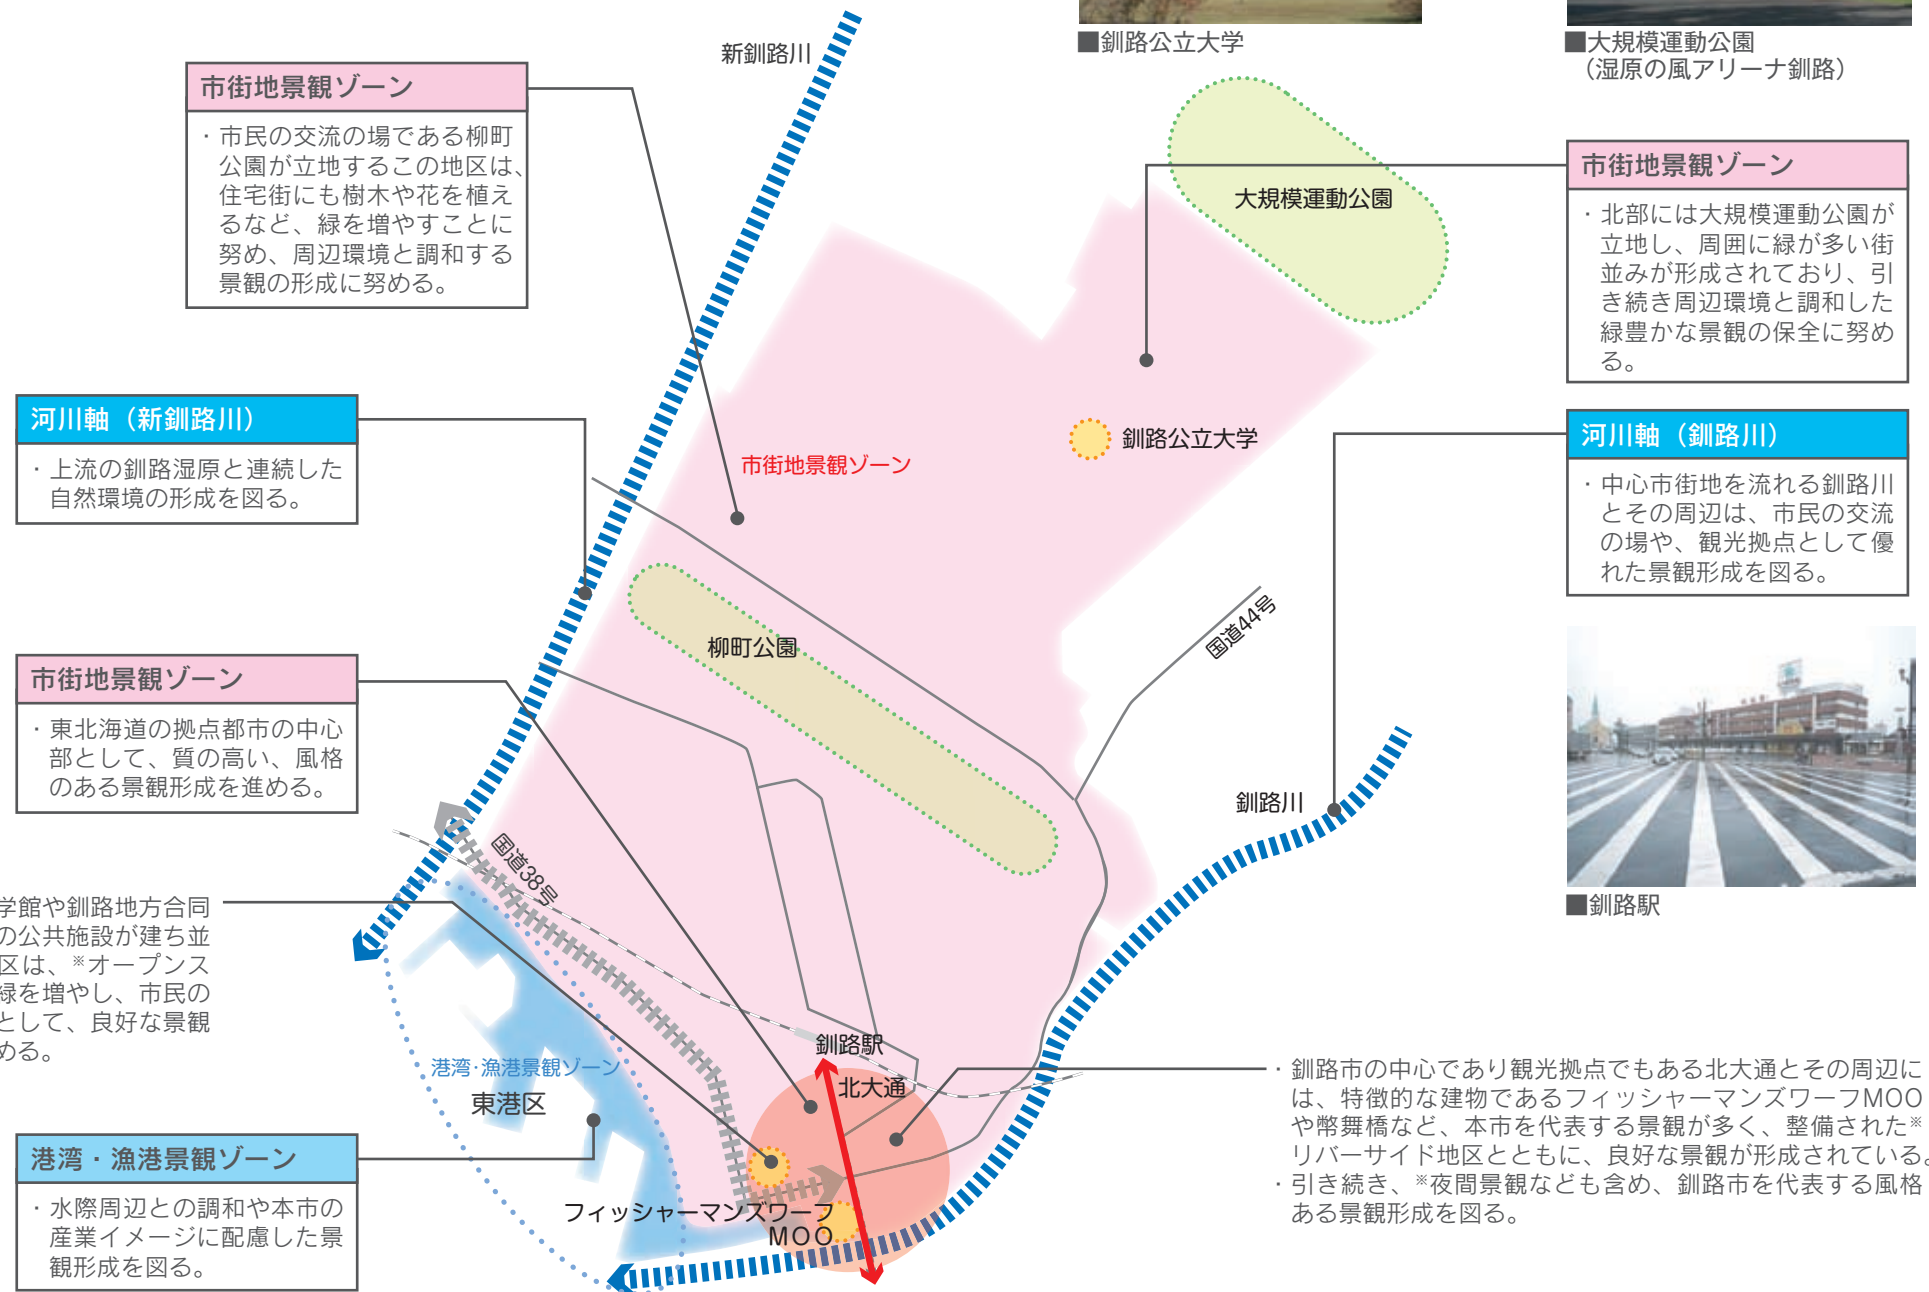 新釧路川
■釧路公立大学
■大規模運動公園
(湿原の風アリーナ釧路)
市街地景観ゾーン
・市民の交流の場である柳町
公園が立地するこの地区は、
住宅街にも樹木や花を植え
るなど、緑を増やすことに
努め、周辺環境と調和する
景観の形成に努める。
市街地景観ゾーン
・北部には大規模運動公園が
立地し、周囲に緑が多い街
並みが形成されており、引
き続き周辺環境と調和した
緑豊かな景観の保全に努め
る。
大規模運動公園
河川軸(新釧路川)
・上流の釧路湿原と連続した
自然環境の形成を図る。
市街地景観ゾーン
釧路公立大学
河川軸(釧路川)
・中心市街地を流れる釧路川
とその周辺は、市民の交流
の場や、観光拠点として優
れた景観形成を図る。
柳町公園
国道44号
市街地景観ゾーン
・東北海道の拠点都市の中心
部として、質の高い、風格
のある景観形成を進める。
釧路川
国道38号
■釧路駅
学館や釧路地方合同
の公共施設が建ち並
区は、※オープンス
緑を増やし、市民の
として、良好な景観
める。
港湾・漁港景観ゾーン
東港区
釧路駅
北大通
・釧路市の中心であり観光拠点でもある北大通とその周辺に
は、特徴的な建物であるフィッシャーマンズワーフMOO
や幣舞橋など、本市を代表する景観が多く、整備された※
リバーサイド地区とともに、良好な景観が形成されている。
・引き続き、※夜間景観なども含め、釧路市を代表する風格
ある景観形成を図る。
港湾・漁港景観ゾーン
・水際周辺との調和や本市の
産業イメージに配慮した景
観形成を図る。
フィッシャーマンズワーフ
MOO